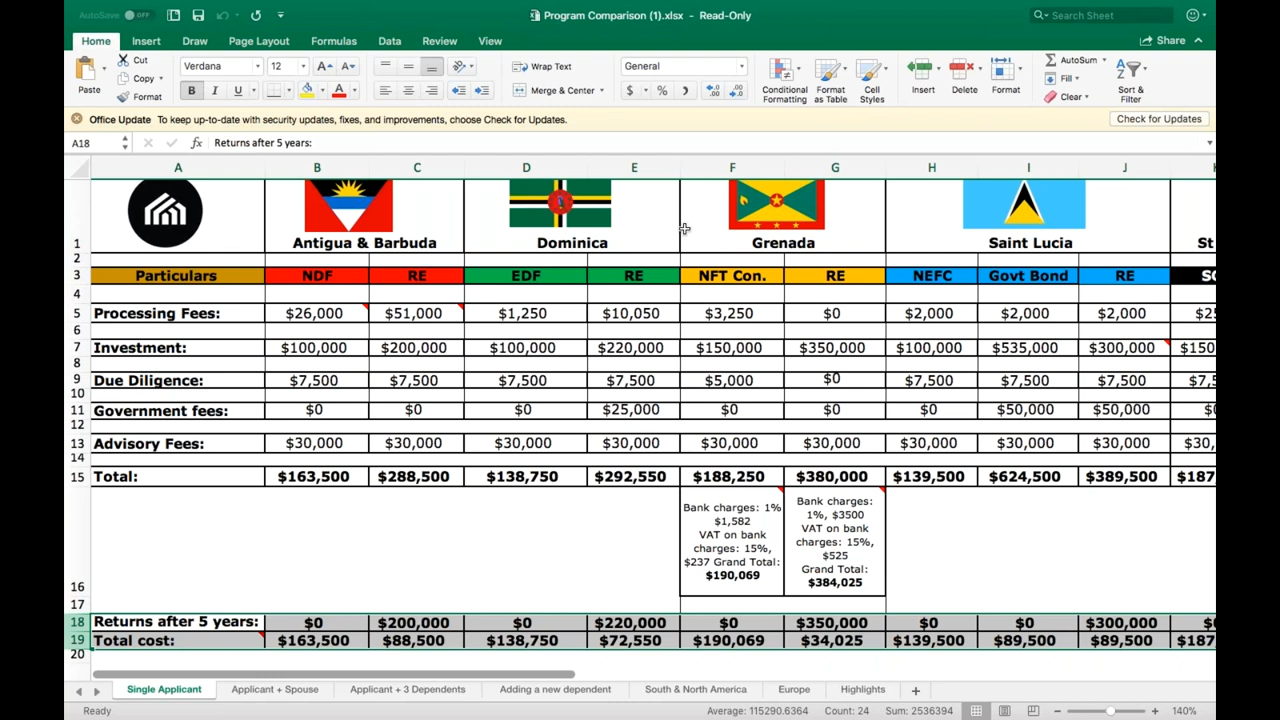 AutoSave OFF Program Comparison (1).xlsx - Read-Only Search Sheet
Home Insert Draw Page Layout Formulas Data Review View Share
Paste Cut Copy Format Verdana 12 Wrap Text General AutoSum
B I U Merge & Center $ % Conditional Formatting Format as Table Cell Styles Insert Delete Format Fill Clear Sort & Filter
Office Update To keep up-to-date with security updates, fixes, and improvements, choose Check for Updates. Check for Updates
A18 fx Returns after 5 years:
A B C D E F G H I J
1 Antigua & Barbuda Dominica Grenada Saint Lucia St
2
3 Particulars NDF RE EDF RE NFT Con. RE NEFC Govt Bond RE
4
5 Processing Fees: $26,000 $51,000 $1,250 $10,050 $3,250 $0 $2,000 $2,000 $2,000
6
7 Investment: $100,000 $200,000 $100,000 $220,000 $150,000 $350,000 $100,000 $535,000 $300,000 $150
8
9 Due Diligence: $7,500 $7,500 $7,500 $7,500 $5,000 $0 $7,500 $7,500 $7,500
10
11 Government fees: $0 $0 $0 $25,000 $0 $0 $0 $50,000 $50,000
12
13 Advisory Fees: $30,000 $30,000 $30,000 $30,000 $30,000 $30,000 $30,000 $30,000 $30,000 $30,
14
15 Total: $163,500 $288,500 $138,750 $292,550 $188,250 $380,000 $139,500 $624,500 $389,500 $187
Bank charges: 1%
$1,582
VAT on bank
charges: 15%,
$237 Grand Total:
$190,069
Bank charges:
1%, $3500
VAT on bank
charges: 15%,
$525
Grand Total:
$384,025
16
17
18 Returns after 5 years: $0 $200,000 $0 $220,000 $0 $350,000 $0 $0 $300,000
19 Total cost: $163,500 $88,500 $138,750 $72,550 $190,069 $34,025 $139,500 $89,500 $89,500 $187
20
Single Applicant Applicant + Spouse Applicant + 3 Dependents Adding a new dependent South & North America Europe Highlights +
Ready Average: 115290.6364 Count: 24 Sum: 2536394 140%